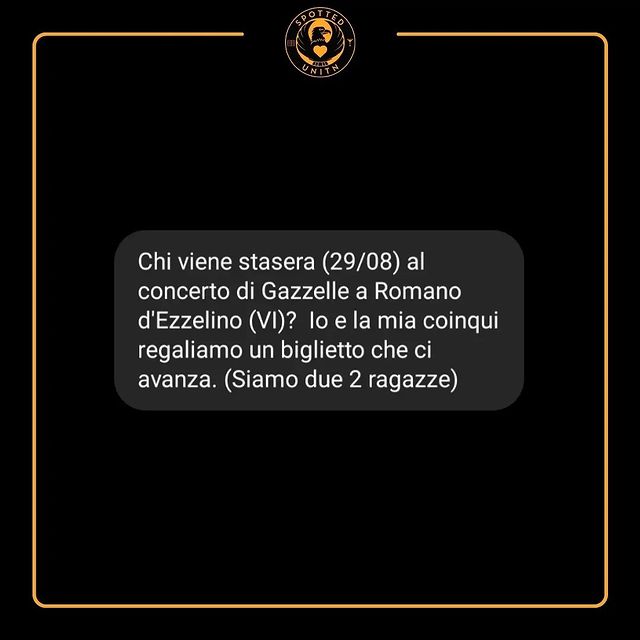 SPOTTED
UNITN
Chi viene stasera (29/08) al
concerto di Gazzelle a Romano
d'Ezzelino (VI)?  Io e la mia coinqui
regaliamo un biglietto che ci
avanza. (Siamo due 2 ragazze)